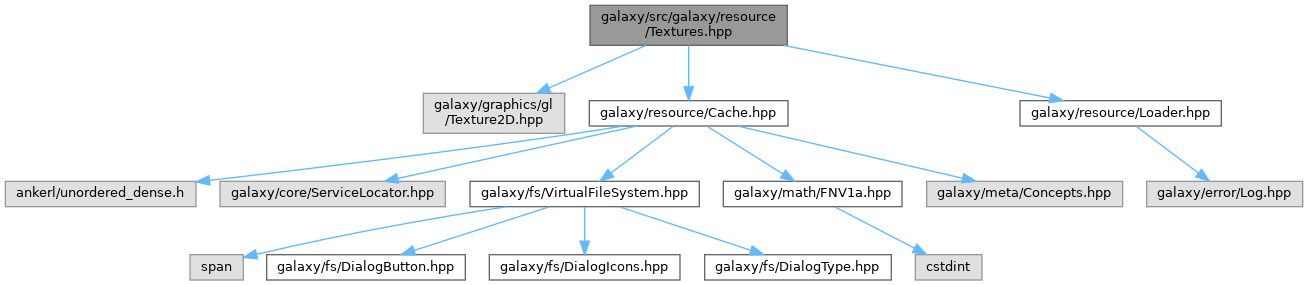 galaxy/src/galaxy/resource
/Textures.hpp
galaxy/graphics/gl
/Texture2D.hpp
galaxy/resource/Cache.hpp
galaxy/resource/Loader.hpp
ankerl/unordered_dense.h
galaxy/core/ServiceLocator.hpp
galaxy/fs/VirtualFileSystem.hpp
galaxy/math/FNV1a.hpp
galaxy/meta/Concepts.hpp
galaxy/error/Log.hpp
span
galaxy/fs/DialogButton.hpp
galaxy/fs/DialogIcons.hpp
galaxy/fs/DialogType.hpp
cstdint